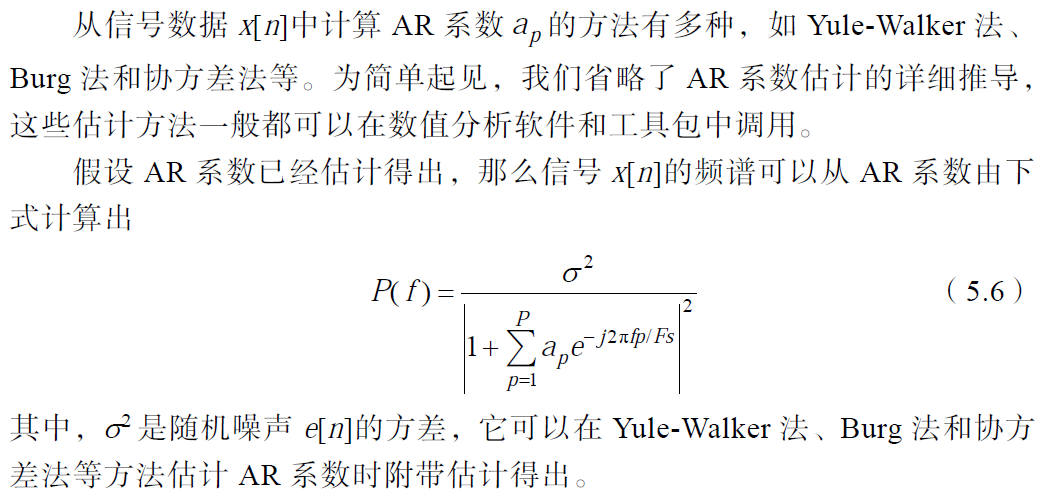 从信号数据 x[n]中计算 AR 系数 a_p 的方法有多种，如 Yule-Walker 法、
Burg 法和协方差法等。为简单起见，我们省略了 AR 系数估计的详细推导，
这些估计方法一般都可以在数值分析软件和工具包中调用。
假设 AR 系数已经估计得出，那么信号 x[n]的频谱可以从 AR 系数由下
式计算出
P(f) = \frac{σ^2}{\left|1+\sum_{p=1}^{P} a_p e^{-j2πfp/Fs}\right|^2} （5.6）
其中，σ^2 是随机噪声 e[n]的方差，它可以在 Yule-Walker 法、Burg 法和协方
差法等方法估计 AR 系数时附带估计得出。